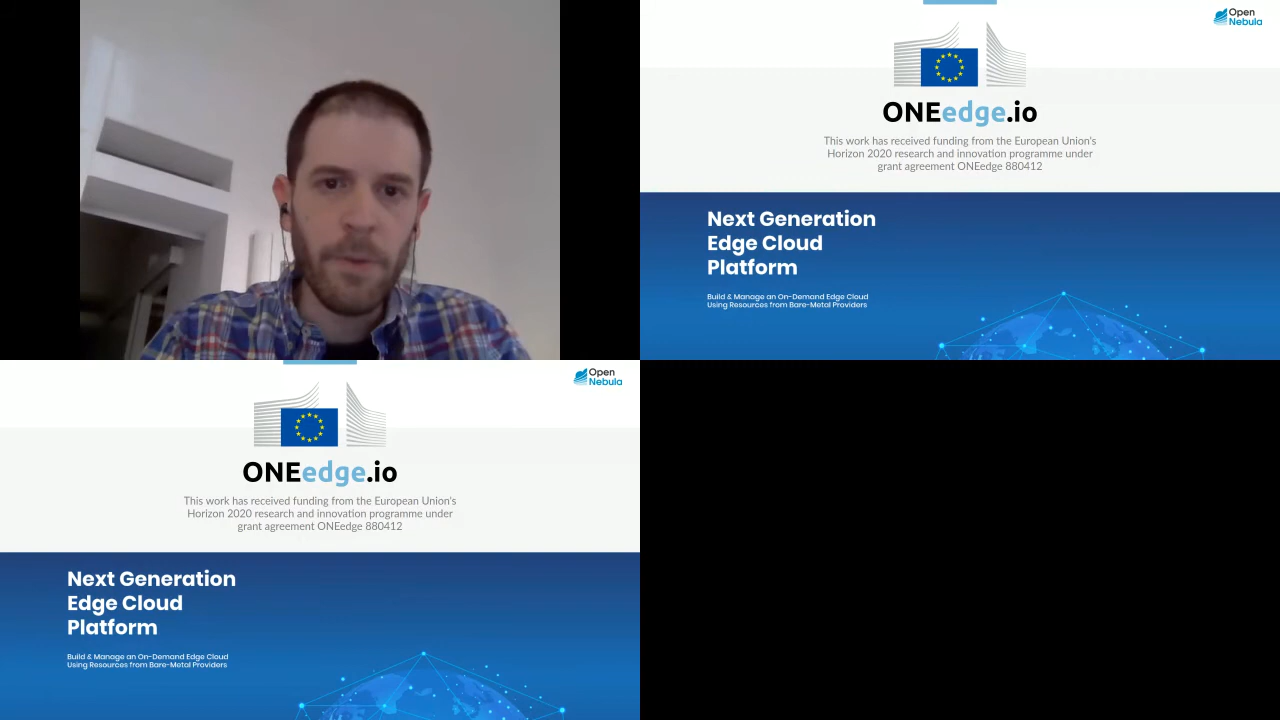 Open
Nebula
ONEedge.io
This work has received funding from the European Union's
Horizon 2020 research and innovation programme under
grant agreement ONEedge 880412
Next Generation
Edge Cloud
Platform
Build & Manage an On-Demand Edge Cloud
Using Resources from Bare-Metal Providers
Open
Nebula
ONEedge.io
This work has received funding from the European Union's
Horizon 2020 research and innovation programme under
grant agreement ONEedge 880412
Next Generation
Edge Cloud
Platform
Build & Manage an On-Demand Edge Cloud
Using Resources from Bare-Metal Providers